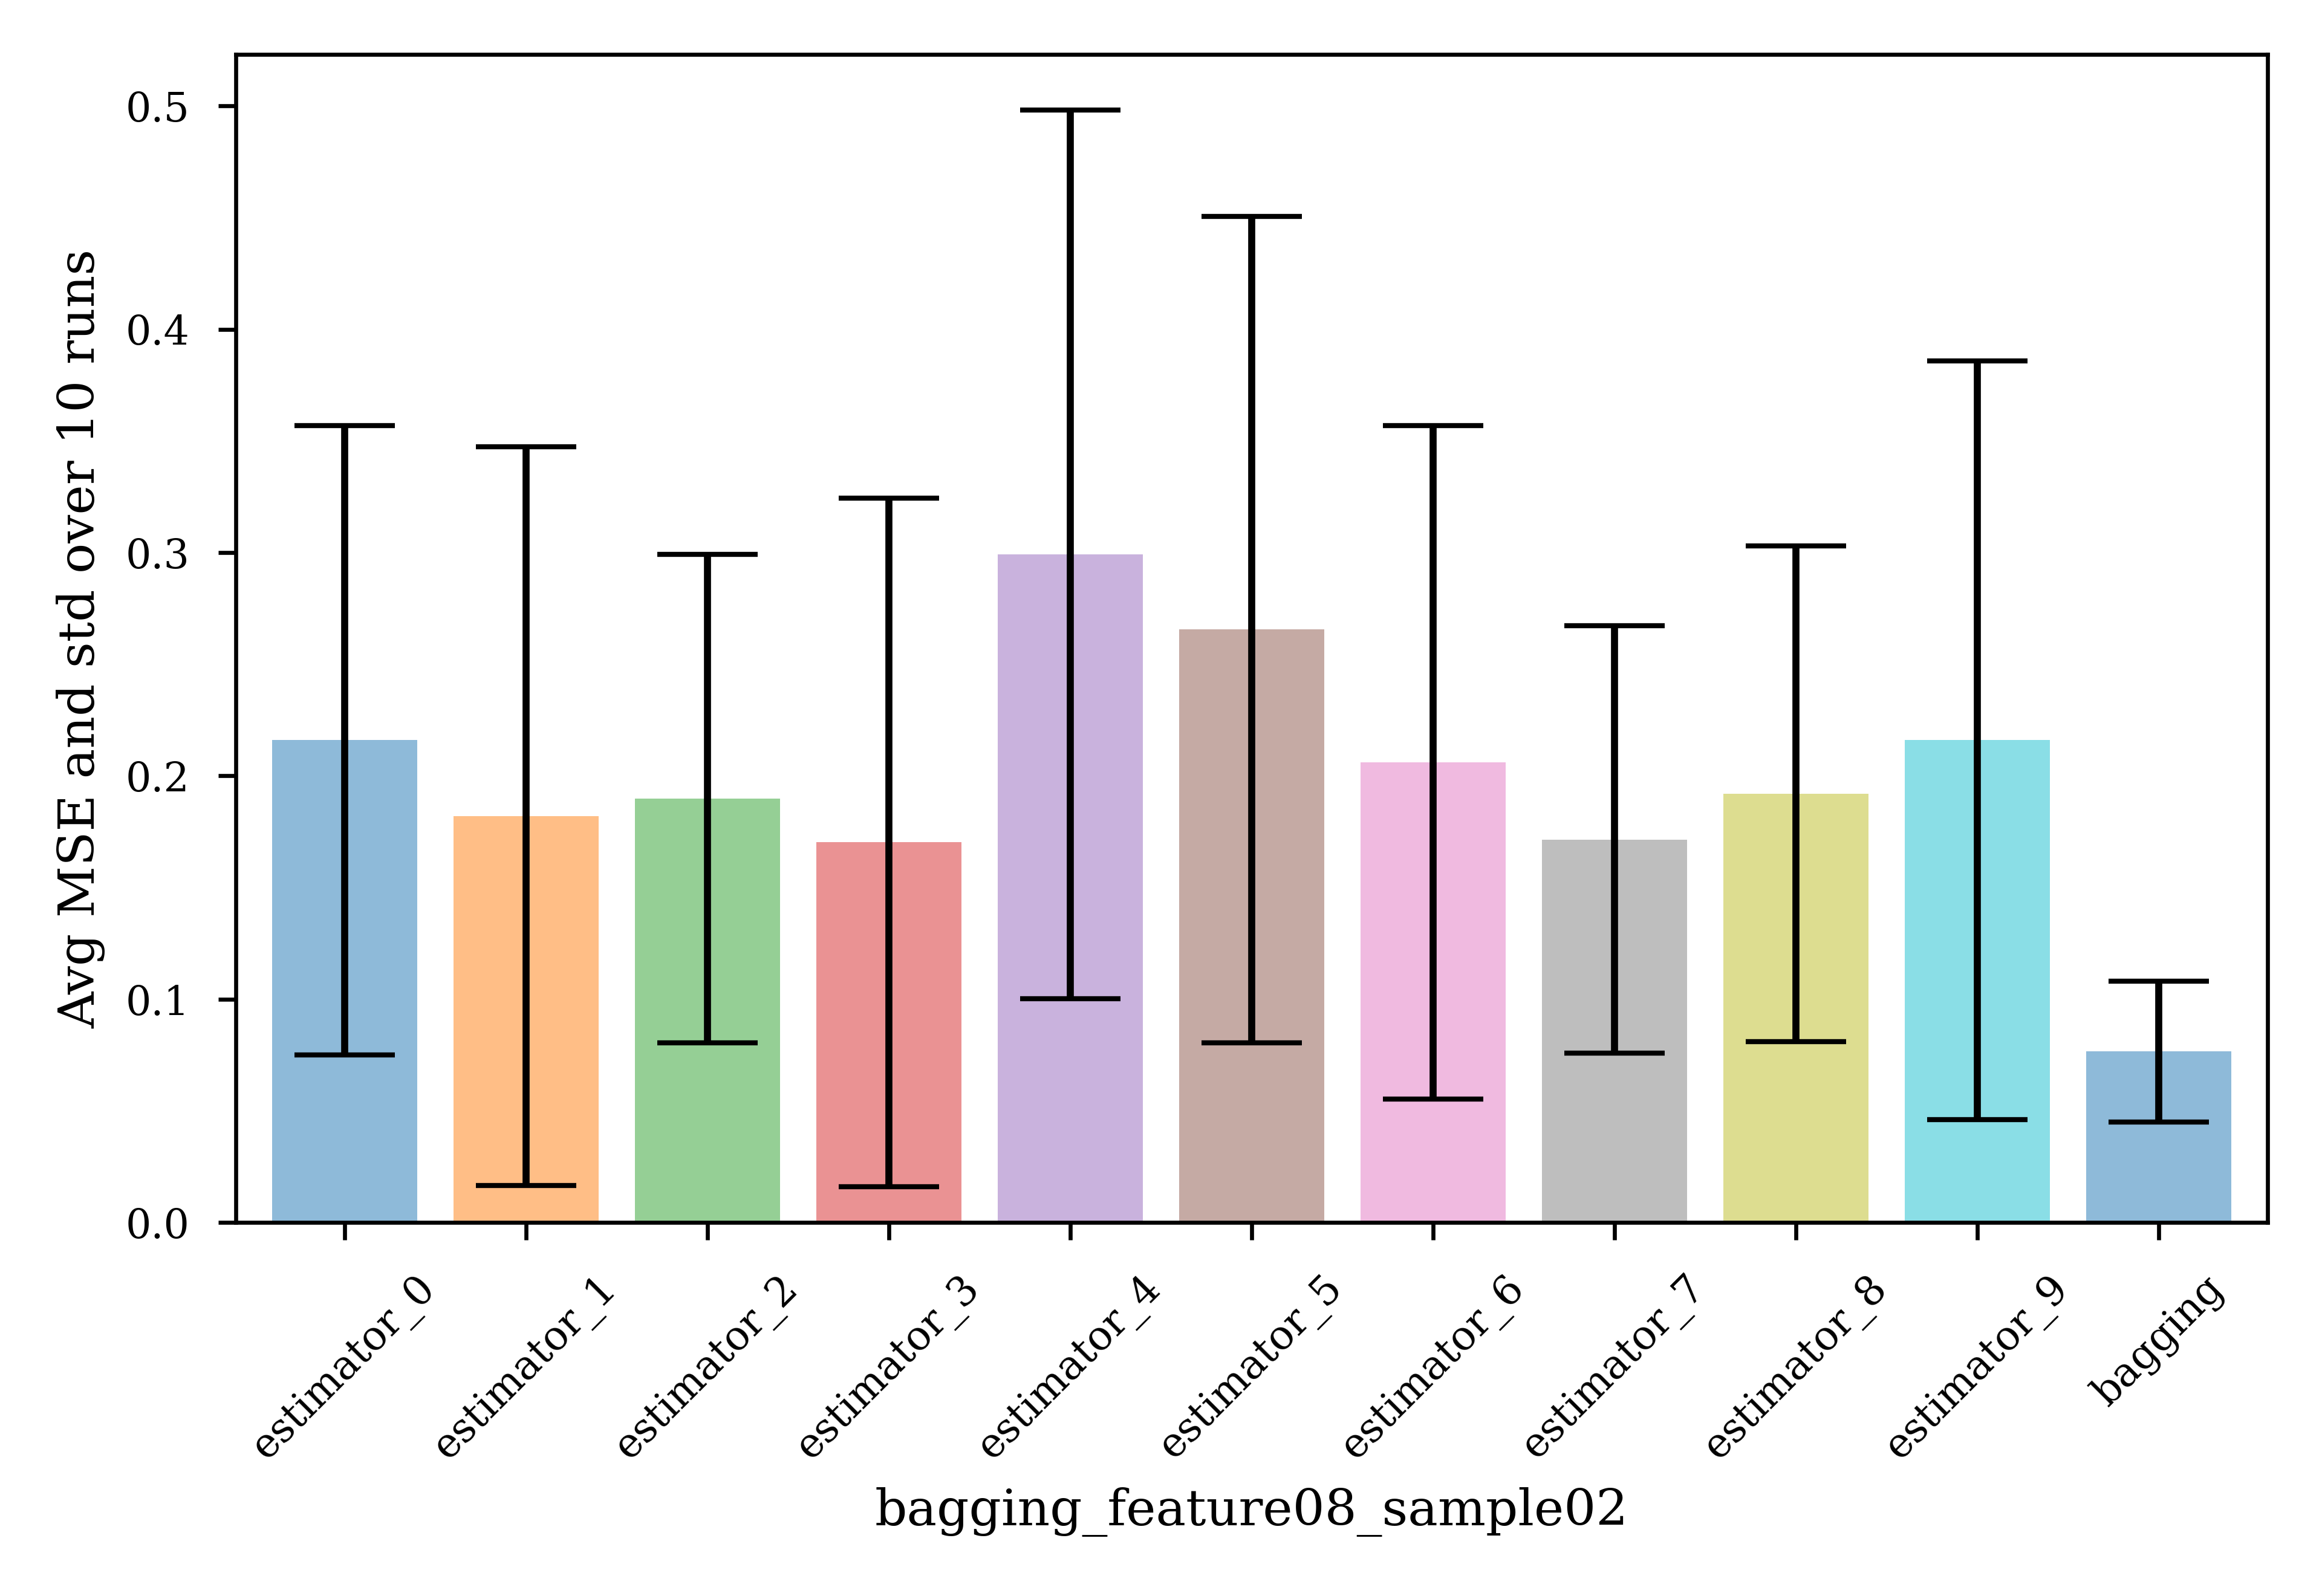 Avg MSE and std over 10 runs
0.5
0.4
0.3
0.2
0.1
0.0
estimator_0
estimator_1
estimator_2
estimator_3
estimator_4
estimator_5
estimator_6
estimator_7
estimator_8
estimator_9
bagging
bagging_feature08_sample02